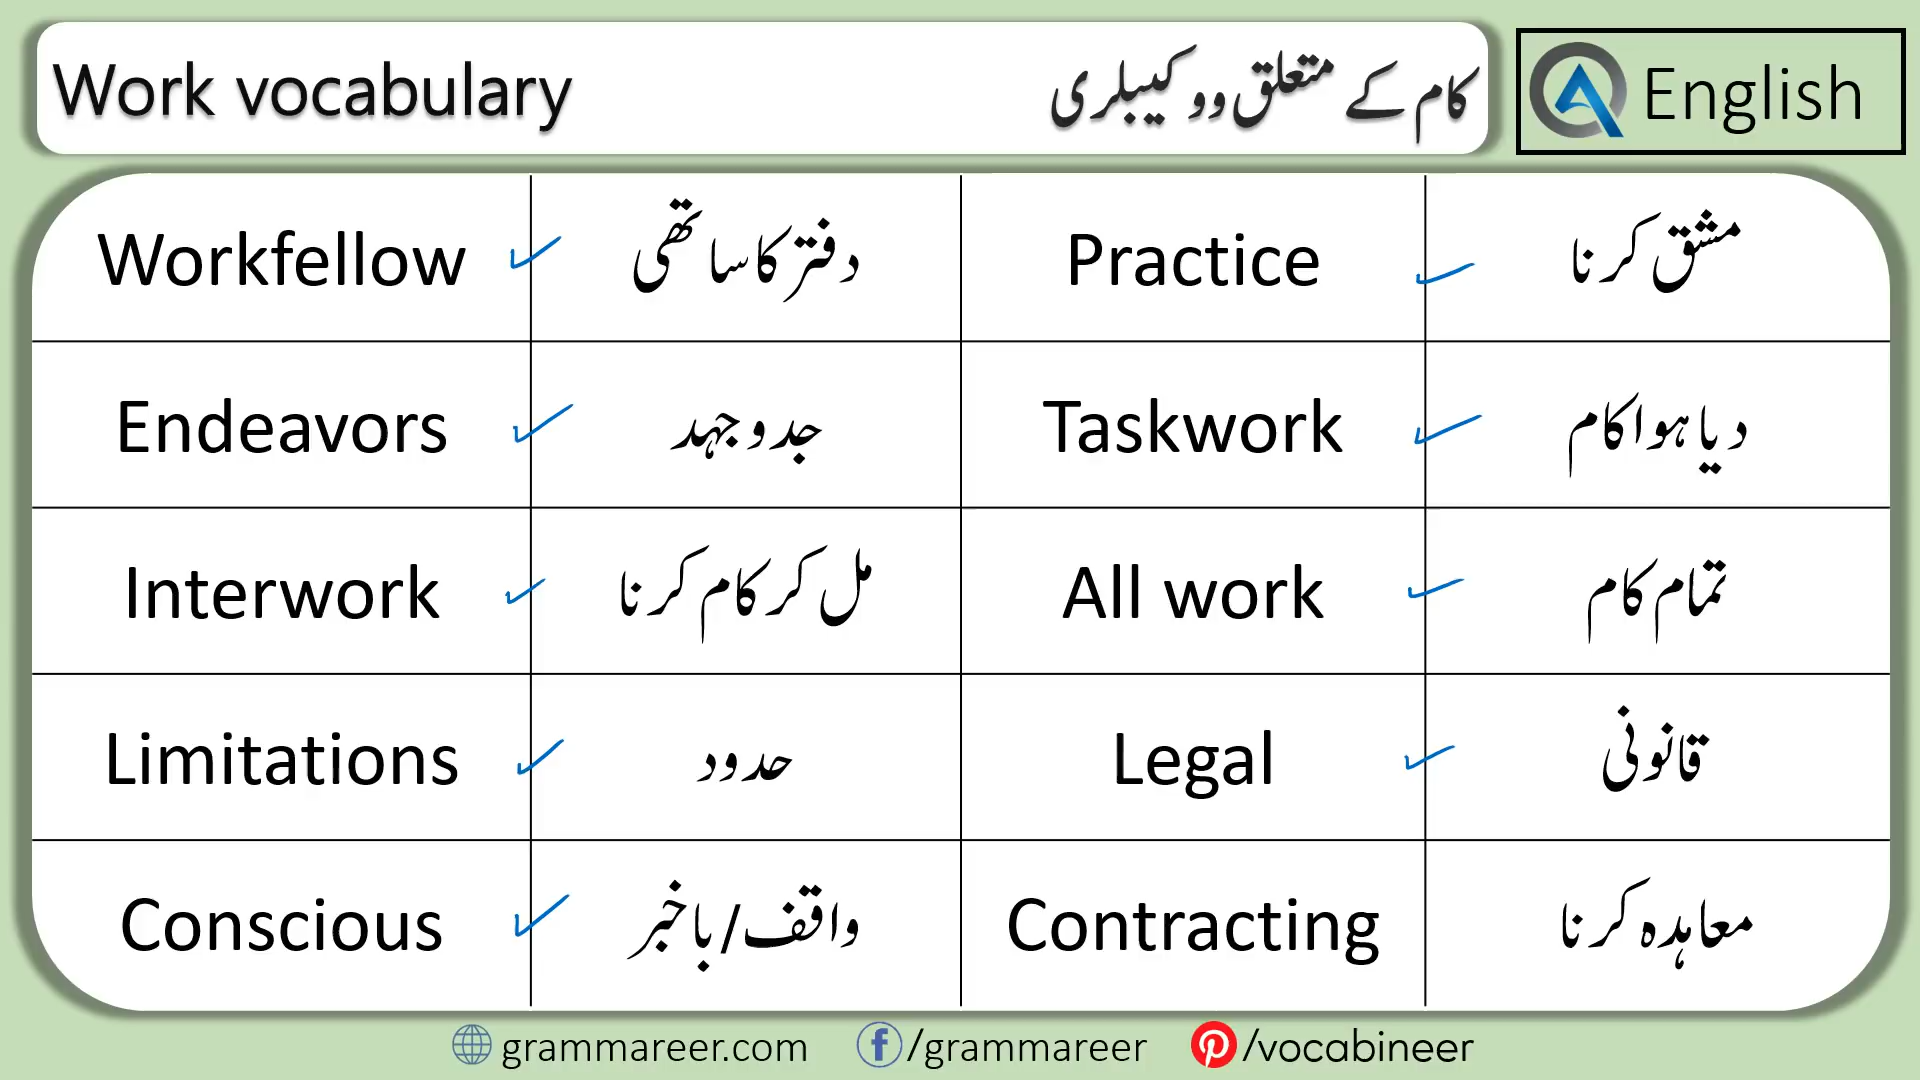 Work vocabulary
کام کے متعلق ووکیبلری
English
Workfellow دفتر کا ساتھی Practice مشق کرنا
Endeavors جدوجہد Taskwork دیا ہوا کام
Interwork مل کر کام کرنا All work تمام کام
Limitations حدود Legal قانونی
Conscious واقف/باخبر Contracting معاہدہ کرنا
grammareer.com /grammareer /vocabineer